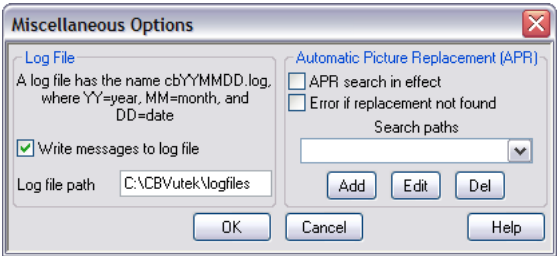 Miscellaneous Options
Log File
A log file has the name cbYYMMDD.log,
where YY=year, MM=month, and
DD=date
Write messages to log file
Log file path C:\CBVutek\logfiles
Automatic Picture Replacement (APR)
APR search in effect
Error if replacement not found
Search paths
Add Edit Del
OK Cancel Help